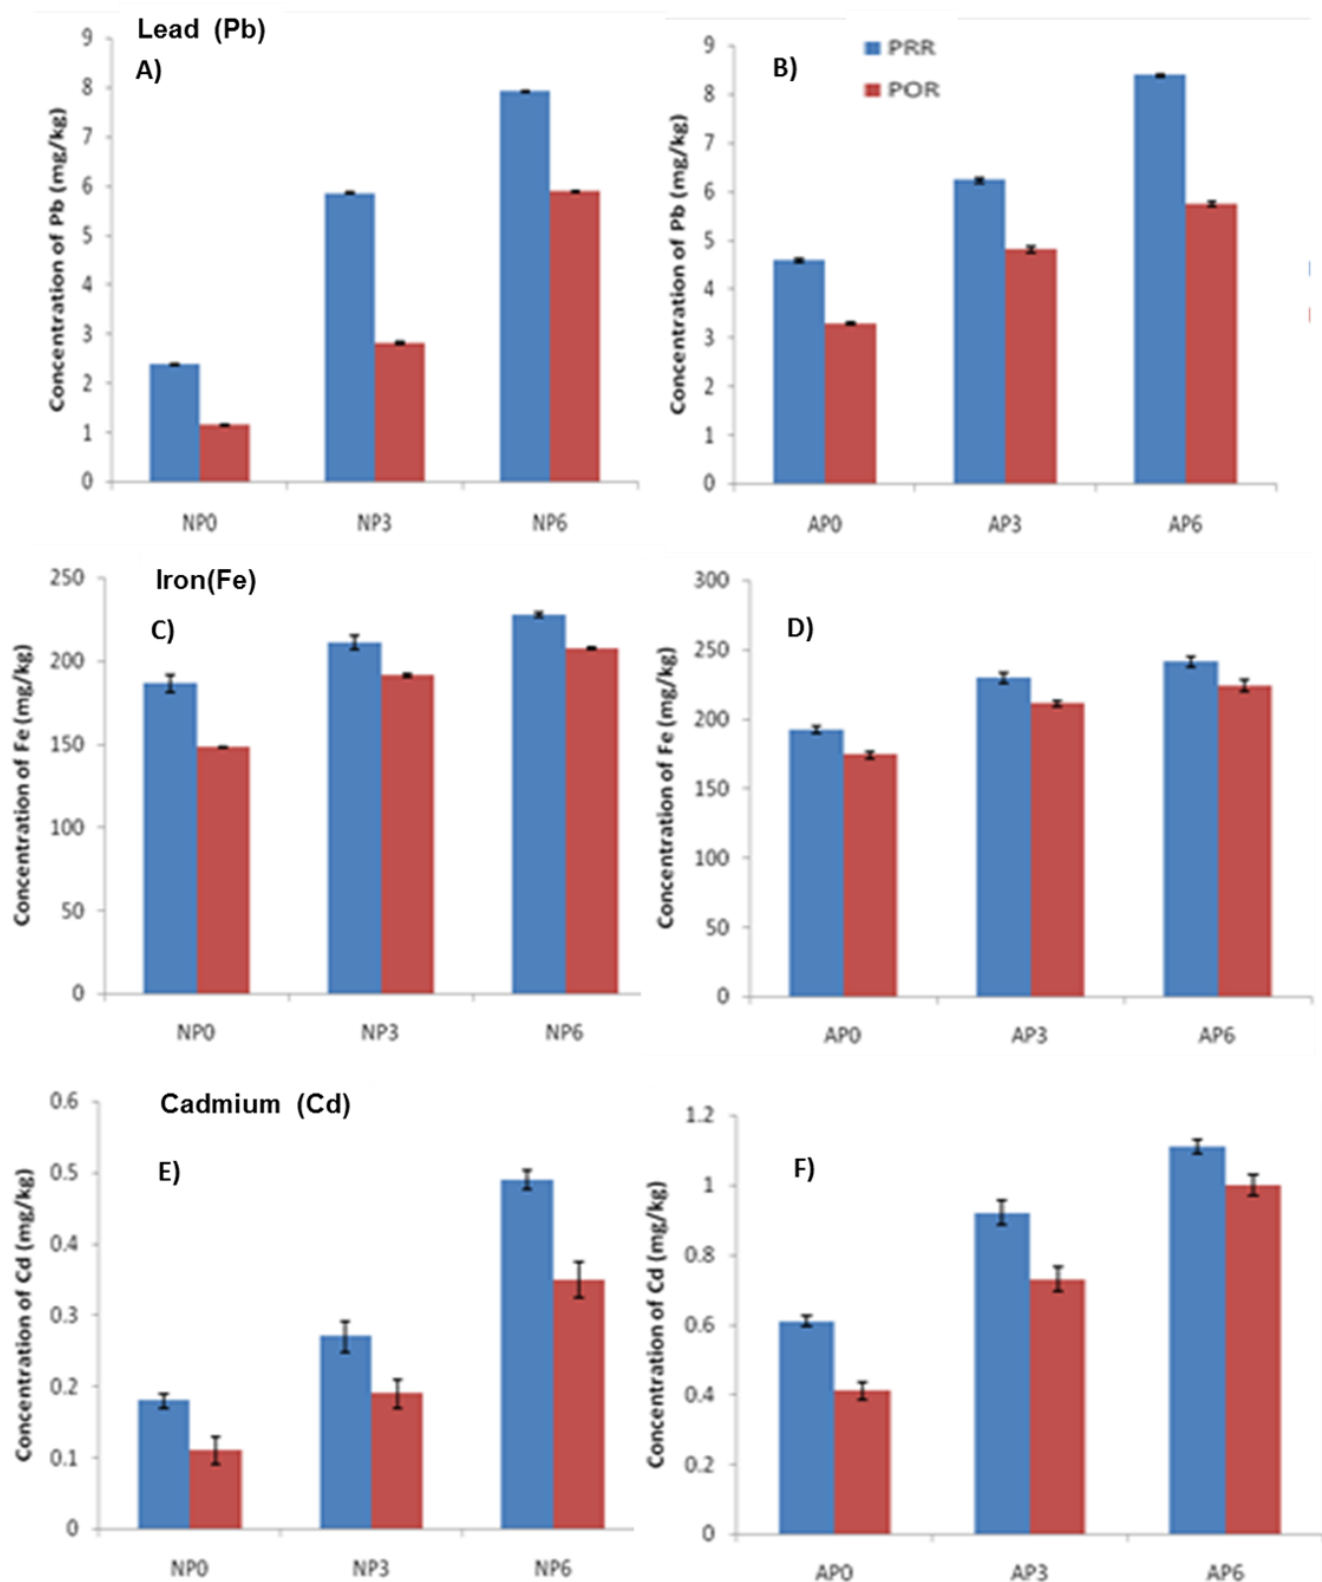 Lead (Pb)
A)
Concentration of Pb (mg/kg)
9
8
7
6
5
4
3
2
1
0
NP0 NP3 NP6
B)
PRR
POR
Concentration of Pb (mg/kg)
9
8
7
6
5
4
3
2
1
0
AP0 AP3 AP6
Iron(Fe)
C)
Concentration of Fe (mg/kg)
250
200
150
100
50
0
NP0 NP3 NP6
D)
Concentration of Fe (mg/kg)
300
250
200
150
100
50
0
AP0 AP3 AP6
Cadmium (Cd)
E)
Concentration of Cd (mg/kg)
0.6
0.5
0.4
0.3
0.2
0.1
0
NP0 NP3 NP6
F)
Concentration of Cd (mg/kg)
1.2
1
0.8
0.6
0.4
0.2
0
AP0 AP3 AP6